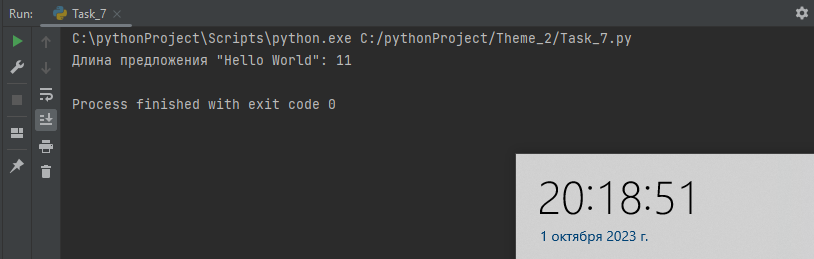 Run: Task_7
C:\pythonProject\Scripts\python.exe C:/pythonProject/Theme_2/Task_7.py
Длина предложения "Hello World": 11
Process finished with exit code 0
20:18:51
1 октября 2023 г.